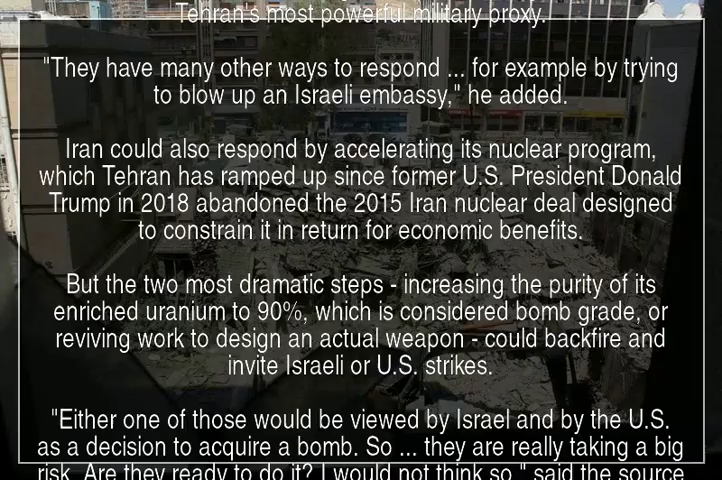 Tehran's most powerful military proxy.
"They have many other ways to respond ... for example by trying
to blow up an Israeli embassy," he added.
Iran could also respond by accelerating its nuclear program,
which Tehran has ramped up since former U.S. President Donald
Trump in 2018 abandoned the 2015 Iran nuclear deal designed
to constrain it in return for economic benefits.
But the two most dramatic steps - increasing the purity of its
enriched uranium to 90%, which is considered bomb grade, or
reviving work to design an actual weapon - could backfire and
invite Israeli or U.S. strikes.
"Either one of those would be viewed by Israel and by the U.S.
as a decision to acquire a bomb. So ... they are really taking a big
risk. Are they ready to do it? I would not think so," said the source